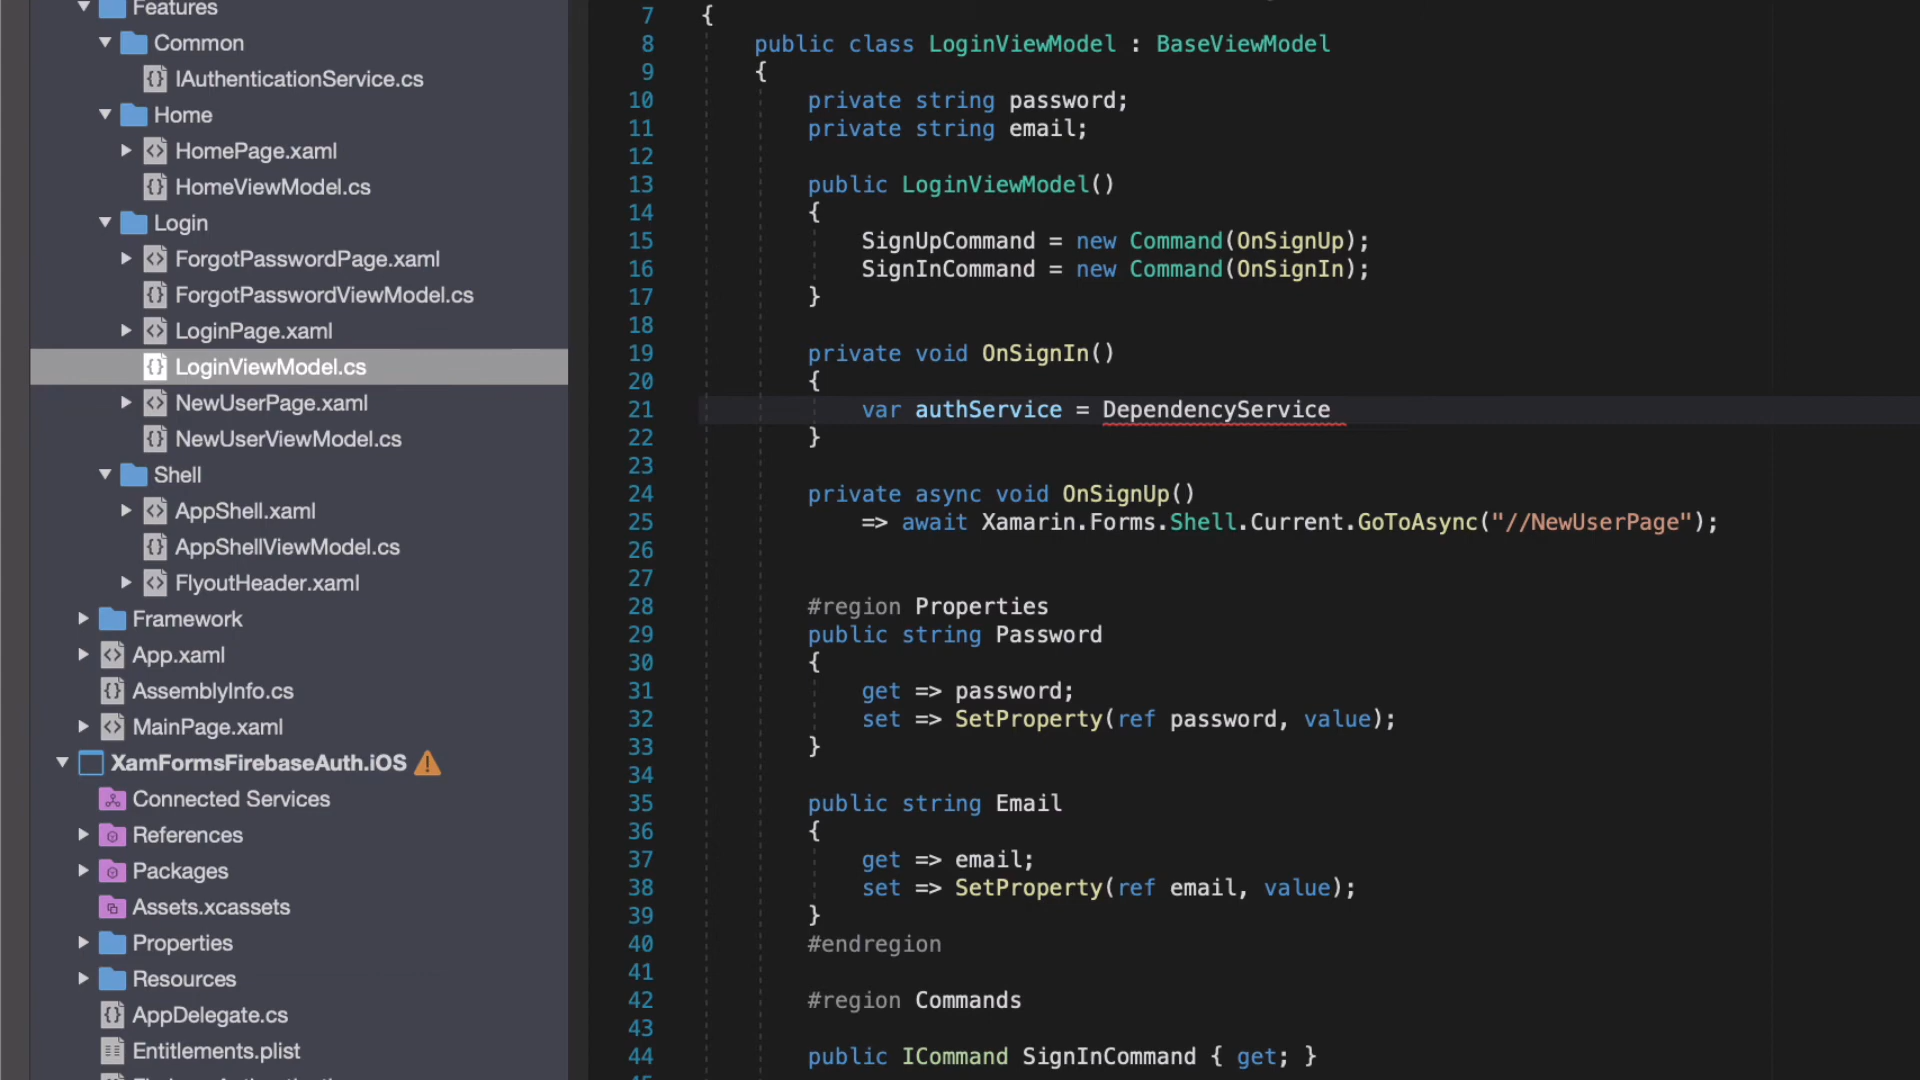 Features
Common
IAuthenticationService.cs
Home
HomePage.xaml
HomeViewModel.cs
Login
ForgotPasswordPage.xaml
ForgotPasswordViewModel.cs
LoginPage.xaml
LoginViewModel.cs
NewUserPage.xaml
NewUserViewModel.cs
Shell
AppShell.xaml
AppShellViewModel.cs
FlyoutHeader.xaml
Framework
App.xaml
AssemblyInfo.cs
MainPage.xaml
XamFormsFirebaseAuth.iOS
Connected Services
References
Packages
Assets.xcassets
Properties
Resources
AppDelegate.cs
Entitlements.plist
7 {
8 public class LoginViewModel : BaseViewModel
9 {
10 private string password;
11 private string email;
12
13 public LoginViewModel()
14 {
15 SignUpCommand = new Command(OnSignUp);
16 SignInCommand = new Command(OnSignIn);
17 }
18
19 private void OnSignIn()
20 {
21 var authService = DependencyService
22 }
23
24 private async void OnSignUp()
25 => await Xamarin.Forms.Shell.Current.GoToAsync("//NewUserPage");
26
27
28 #region Properties
29 public string Password
30 {
31 get => password;
32 set => SetProperty(ref password, value);
33 }
34
35 public string Email
36 {
37 get => email;
38 set => SetProperty(ref email, value);
39 }
40 #endregion
41
42 #region Commands
43
44 public ICommand SignInCommand { get; }